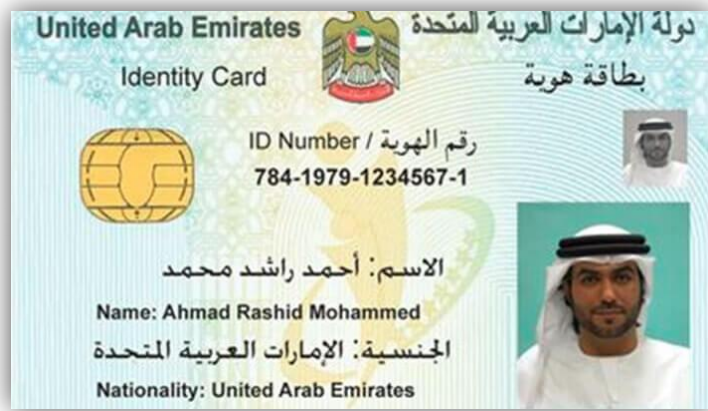 United Arab Emirates دولة الإمارات العربية المتحدة
Identity Card بطاقة هوية
ID Number / رقم الهوية
784-1979-1234567-1
الاسم: أحمد راشد محمد
Name: Ahmad Rashid Mohammed
الجنسية: الإمارات العربية المتحدة
Nationality: United Arab Emirates